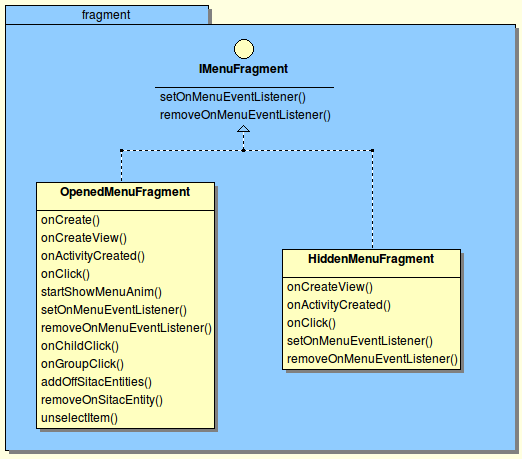 fragment
IMenuFragment
setOnMenuEventListener()
removeOnMenuEventListener()
OpenedMenuFragment
onCreate()
onCreateView()
onActivityCreated()
onClick()
startShowMenuAnim()
setOnMenuEventListener()
removeOnMenuEventListener()
onChildClick()
onGroupClick()
addOffSitacEntities()
removeOnSitacEntity()
unselectItem()
HiddenMenuFragment
onCreateView()
onActivityCreated()
onClick()
setOnMenuEventListener()
removeOnMenuEventListener()